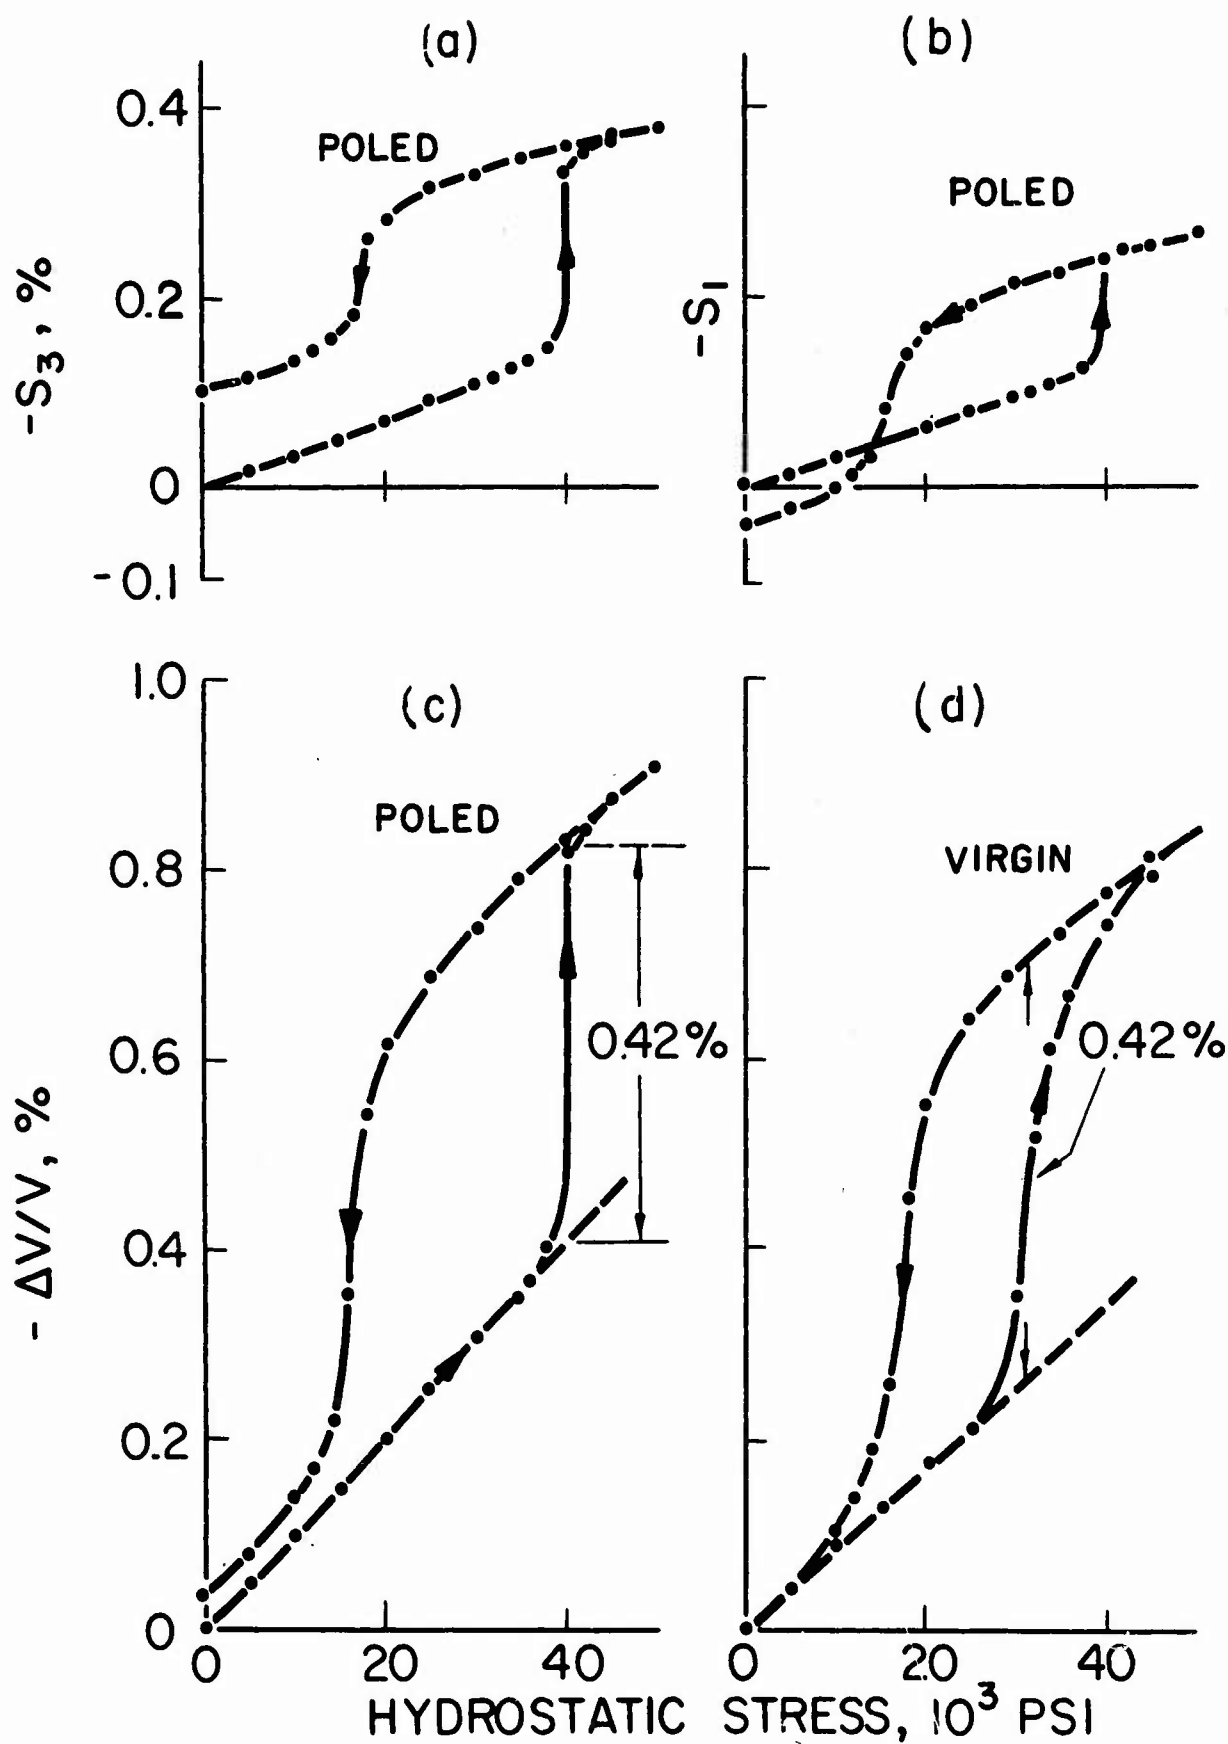 (a)
(b)
0.4
POLED
POLED
-S3, %
0.2
-S1
0
-0.1
1.0
(c)
(d)
POLED
VIRGIN
0.8
0.6
0.42%
0.42%
- ΔV/V, %
0.4
0.2
0
0 20 40
0 20 40
HYDROSTATIC STRESS, 10³ PSI